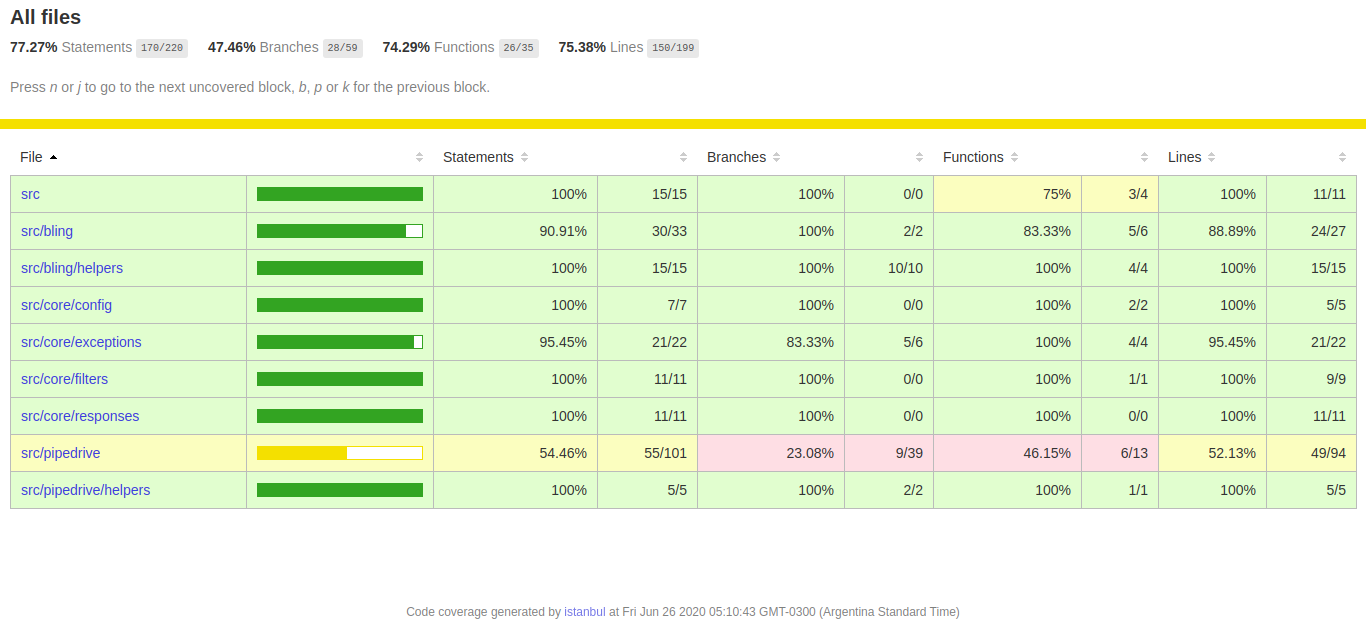 All files
77.27% Statements 170/220 47.46% Branches 28/59 74.29% Functions 26/35 75.38% Lines 150/199
Press n or j to go to the next uncovered block, b, p or k for the previous block.
File Statements Branches Functions Lines
src 100% 15/15 100% 0/0 75% 3/4 100% 11/11
src/bling 90.91% 30/33 100% 2/2 83.33% 5/6 88.89% 24/27
src/bling/helpers 100% 15/15 100% 10/10 100% 4/4 100% 15/15
src/core/config 100% 7/7 100% 0/0 100% 2/2 100% 5/5
src/core/exceptions 95.45% 21/22 83.33% 5/6 100% 4/4 95.45% 21/22
src/core/filters 100% 11/11 100% 0/0 100% 1/1 100% 9/9
src/core/responses 100% 11/11 100% 0/0 100% 0/0 100% 11/11
src/pipedrive 54.46% 55/101 23.08% 9/39 46.15% 6/13 52.13% 49/94
src/pipedrive/helpers 100% 5/5 100% 2/2 100% 1/1 100% 5/5
Code coverage generated by istanbul at Fri Jun 26 2020 05:10:43 GMT-0300 (Argentina Standard Time)